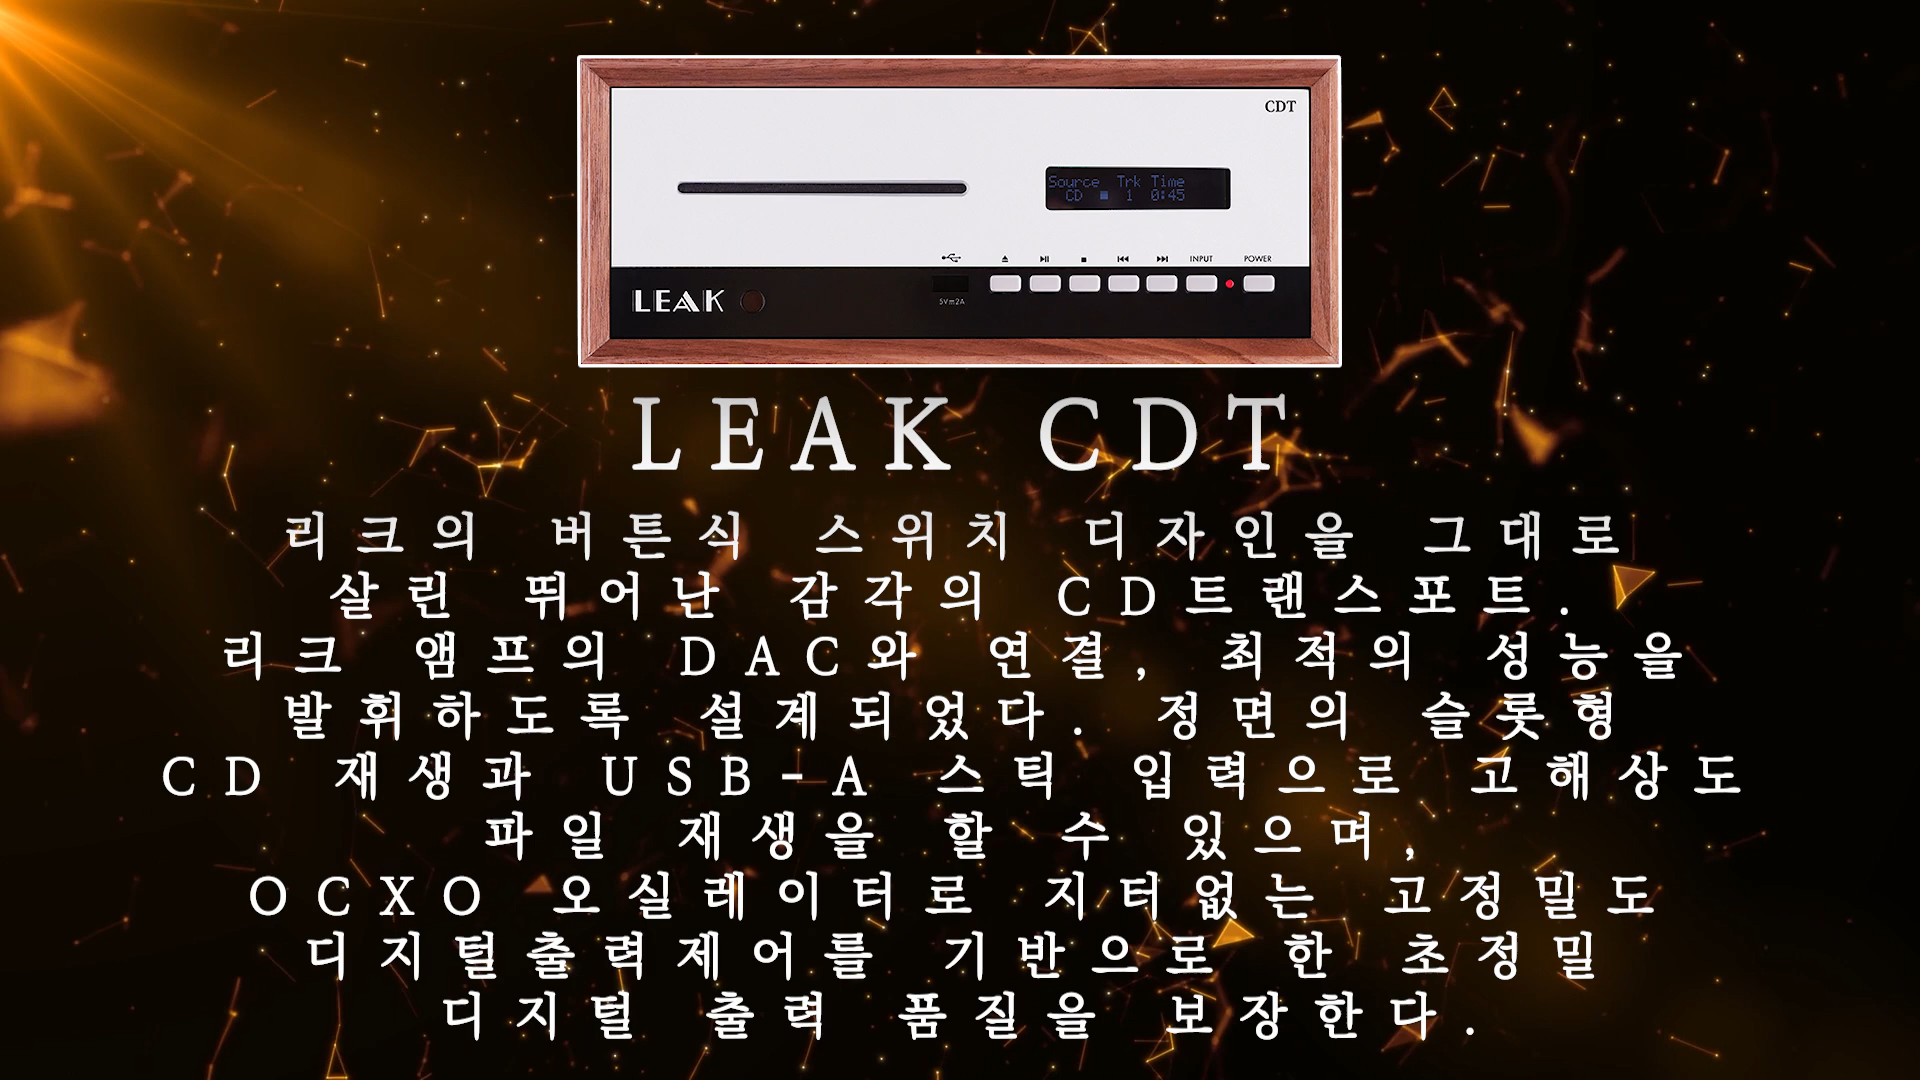 CDT
Source Trk Time
CD ■ 1 0:45
INPUT POWER
LEAK
LEAK CDT
리크의 버튼식 스위치 디자인을 그대로
살린 뛰어난 감각의 CD트랜스포트.
리크 앰프의 DAC와 연결, 최적의 성능을
발휘하도록 설계되었다. 정면의 슬롯형
CD 재생과 USB-A 스틱 입력으로 고해상도
파일 재생을 할 수 있으며,
OCXO 오실레이터로 지터없는 고정밀도
디지털출력제어를 기반으로 한 초정밀
디지털 출력 품질을 보장한다.